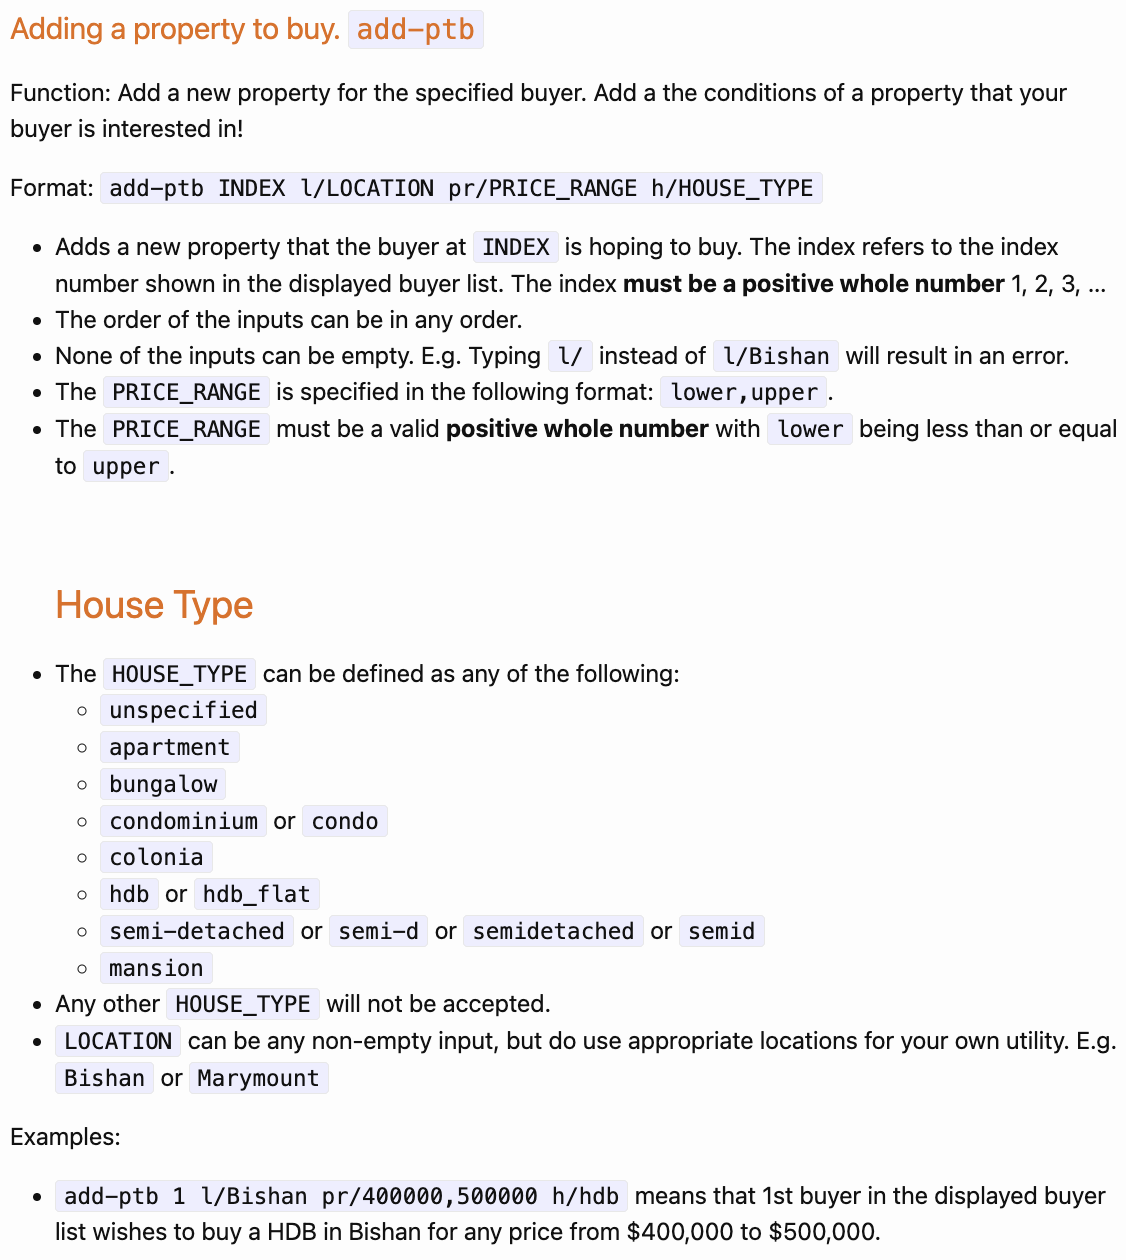 Adding a property to buy. add-ptb
Function: Add a new property for the specified buyer. Add a the conditions of a property that your
buyer is interested in!
Format: add-ptb INDEX l/LOCATION pr/PRICE_RANGE h/HOUSE_TYPE
• Adds a new property that the buyer at INDEX is hoping to buy. The index refers to the index
number shown in the displayed buyer list. The index must be a positive whole number 1, 2, 3, ...
• The order of the inputs can be in any order.
• None of the inputs can be empty. E.g. Typing l/ instead of l/Bishan will result in an error.
• The PRICE_RANGE is specified in the following format: lower,upper.
• The PRICE_RANGE must be a valid positive whole number with lower being less than or equal
to upper.
House Type
• The HOUSE_TYPE can be defined as any of the following:
◦ unspecified
◦ apartment
◦ bungalow
◦ condominium or condo
◦ colonia
◦ hdb or hdb_flat
◦ semi-detached or semi-d or semidetached or semid
◦ mansion
• Any other HOUSE_TYPE will not be accepted.
• LOCATION can be any non-empty input, but do use appropriate locations for your own utility. E.g.
Bishan or Marymount
Examples:
• add-ptb 1 l/Bishan pr/400000,500000 h/hdb means that 1st buyer in the displayed buyer
list wishes to buy a HDB in Bishan for any price from $400,000 to $500,000.